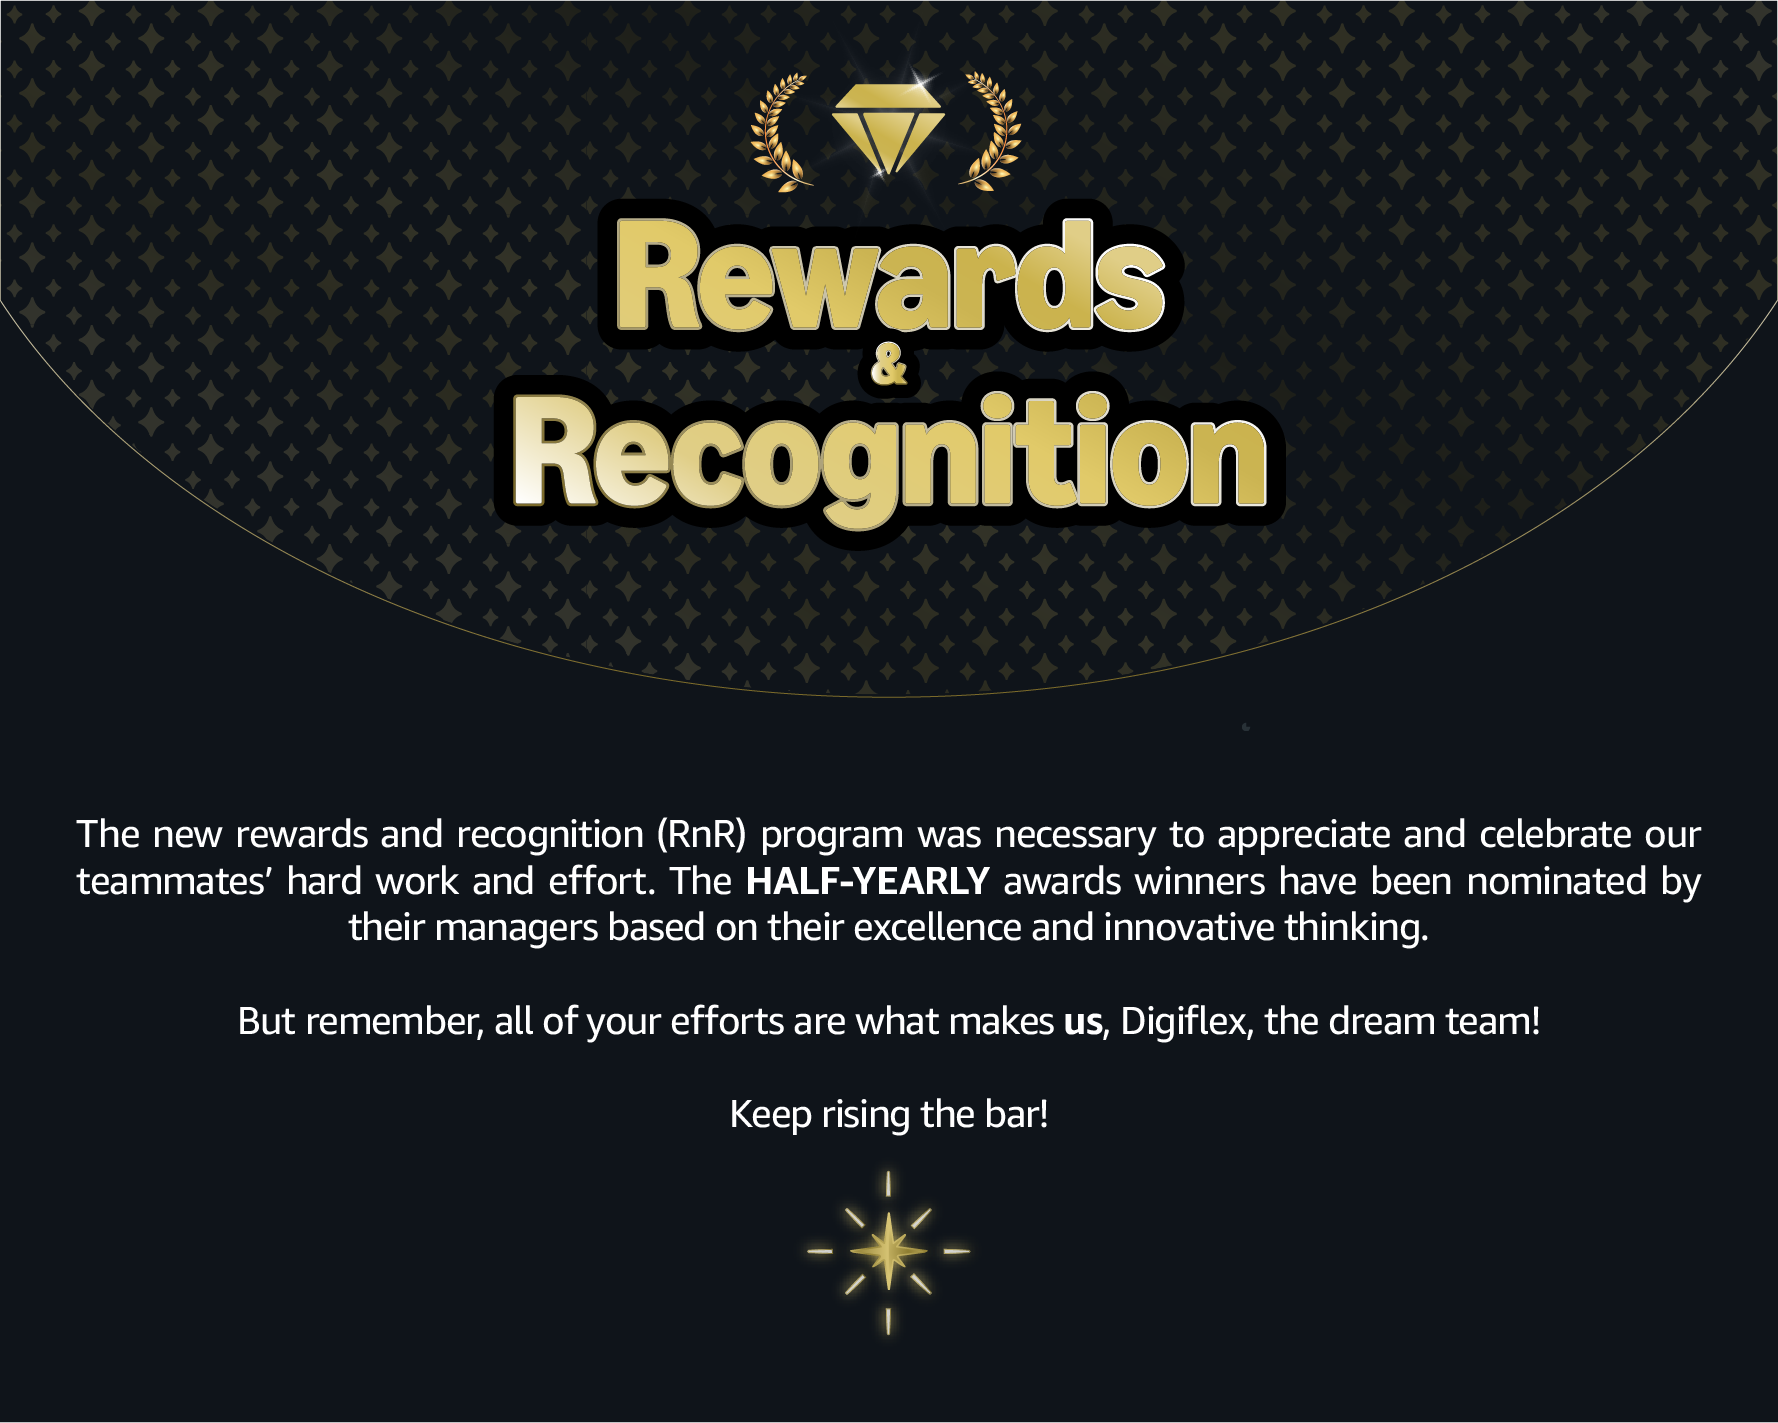 Rewards
&
Recognition
The new rewards and recognition (RnR) program was necessary to appreciate and celebrate our
teammates’ hard work and effort. The HALF-YEARLY awards winners have been nominated by
their managers based on their excellence and innovative thinking.
But remember, all of your efforts are what makes us, Digiflex, the dream team!
Keep rising the bar!